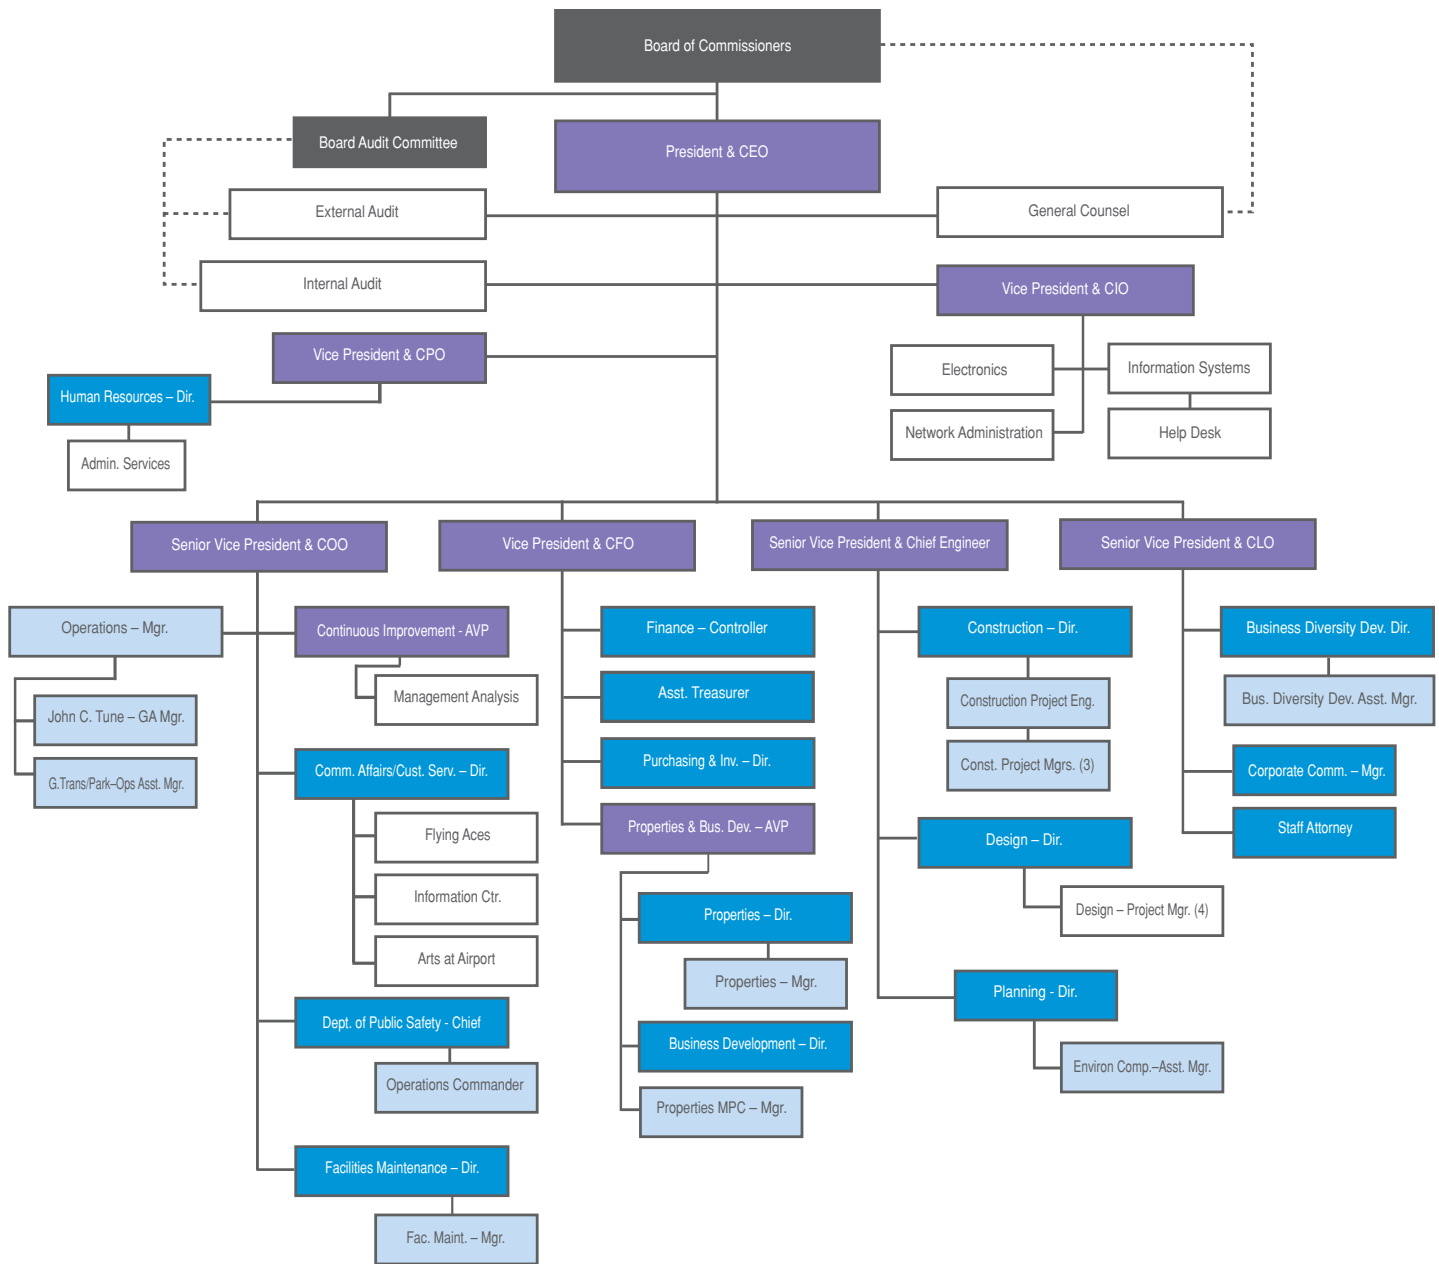 Board of Commissioners
Board Audit Committee
President & CEO
External Audit
General Counsel
Internal Audit
Vice President & CIO
Vice President & CPO
Electronics
Information Systems
Human Resources – Dir.
Network Administration
Help Desk
Admin. Services
Senior Vice President & COO
Vice President & CFO
Senior Vice President & Chief Engineer
Senior Vice President & CLO
Operations – Mgr.
John C. Tune – GA Mgr.
G.Trans/Park–Ops Asst. Mgr.
Continuous Improvement - AVP
Management Analysis
Comm. Affairs/Cust. Serv. – Dir.
Flying Aces
Information Ctr.
Arts at Airport
Dept. of Public Safety - Chief
Operations Commander
Facilities Maintenance – Dir.
Fac. Maint. – Mgr.
Finance – Controller
Asst. Treasurer
Purchasing & Inv. – Dir.
Properties & Bus. Dev. – AVP
Properties – Dir.
Properties – Mgr.
Business Development – Dir.
Properties MPC – Mgr.
Construction – Dir.
Construction Project Eng.
Const. Project Mgrs. (3)
Design – Dir.
Design – Project Mgr. (4)
Planning - Dir.
Environ Comp.–Asst. Mgr.
Business Diversity Dev. Dir.
Bus. Diversity Dev. Asst. Mgr.
Corporate Comm. – Mgr.
Staff Attorney